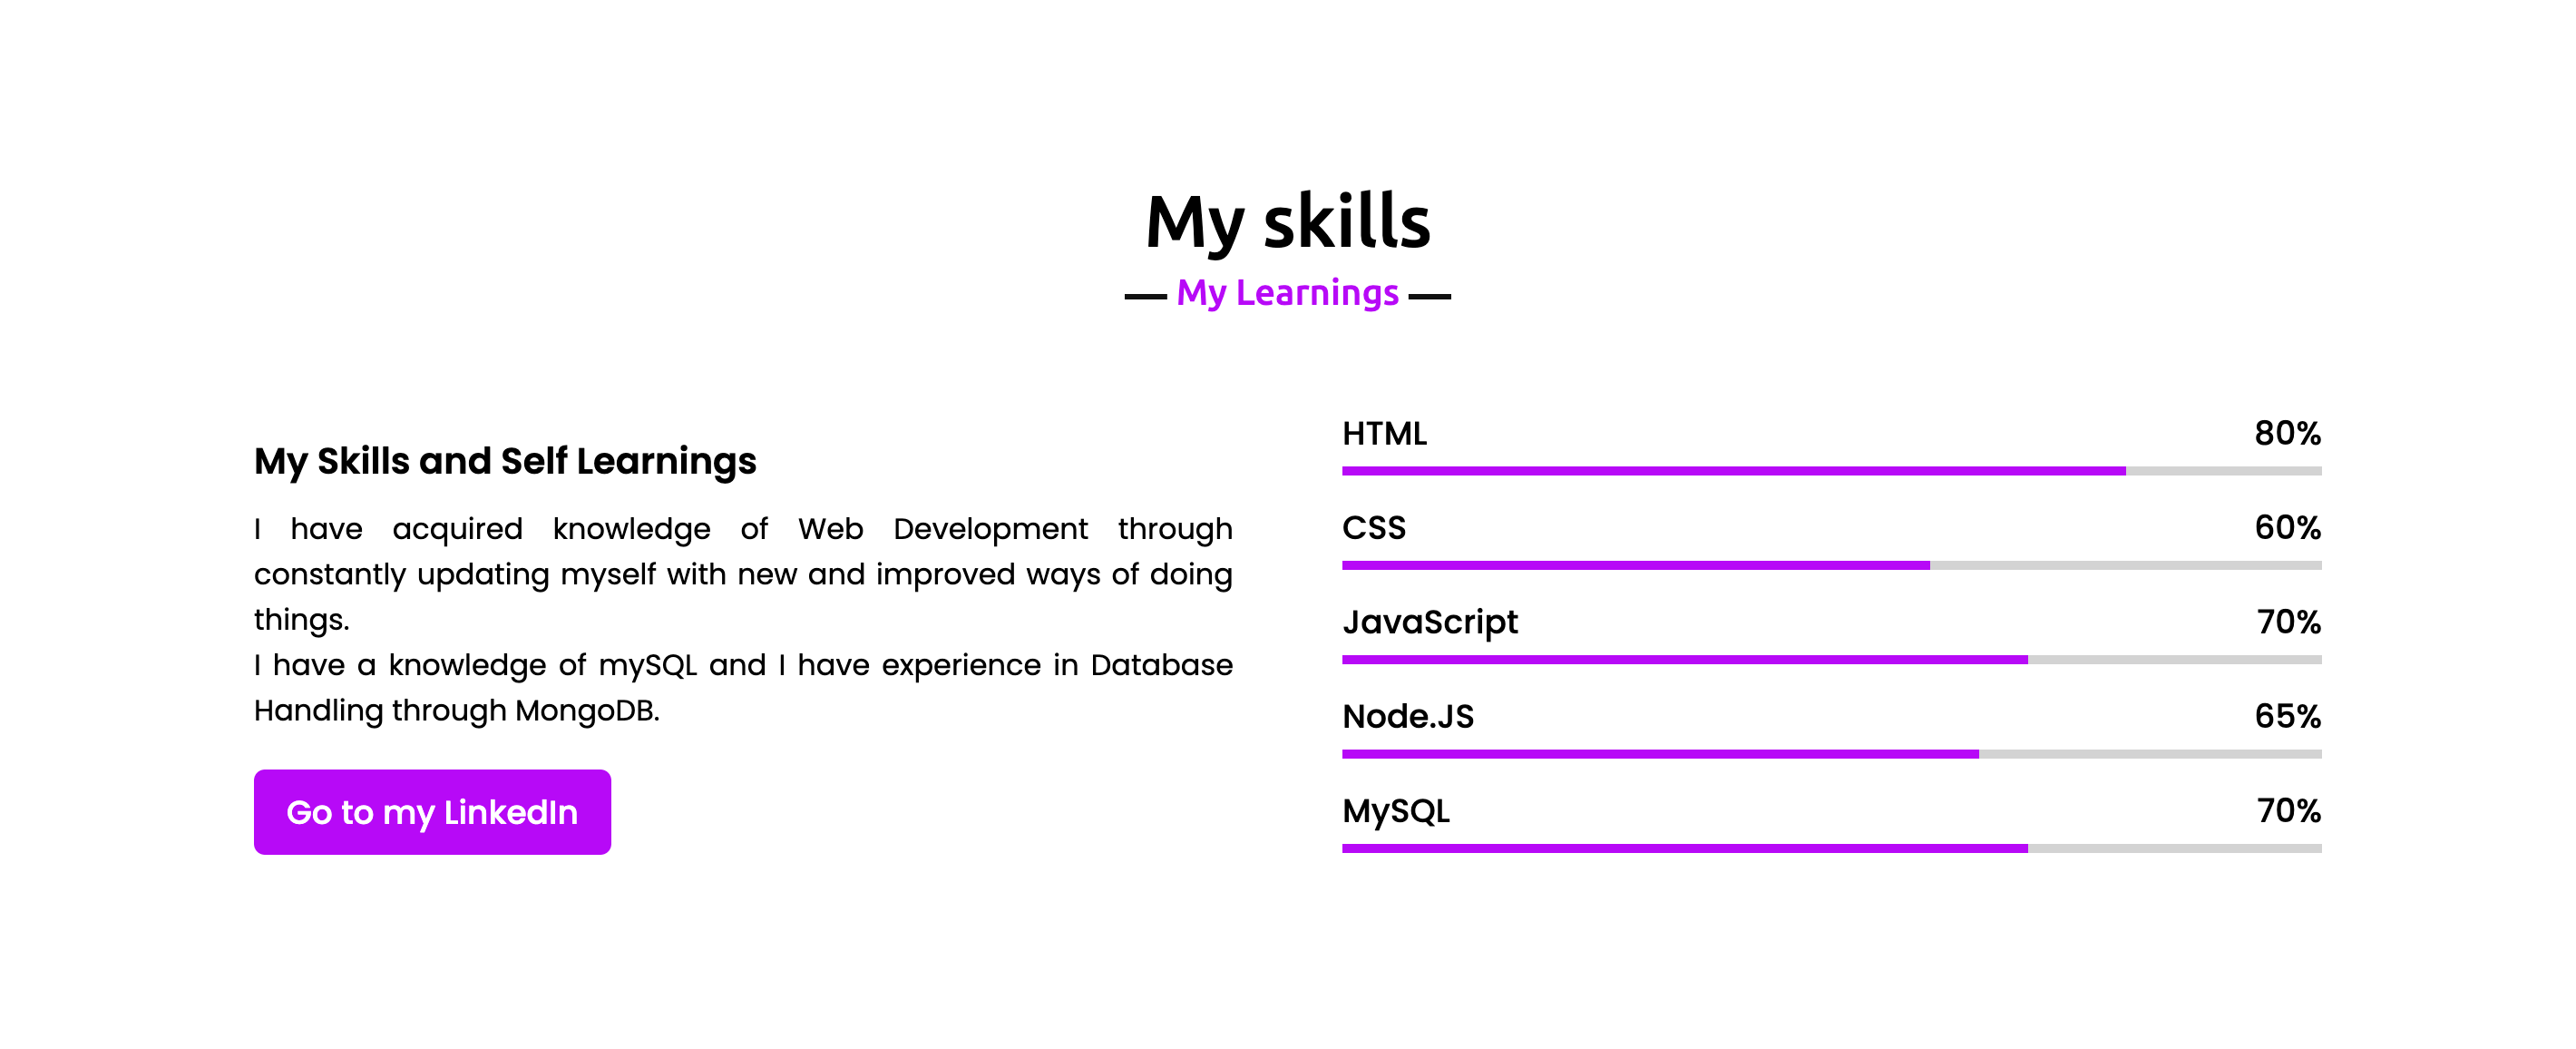 My skills
My Learnings
My Skills and Self Learnings
I have acquired knowledge of Web Development through
constantly updating myself with new and improved ways of doing
things.
I have a knowledge of mySQL and I have experience in Database
Handling through MongoDB.
Go to my LinkedIn
HTML 80%
CSS 60%
JavaScript 70%
Node.JS 65%
MySQL 70%